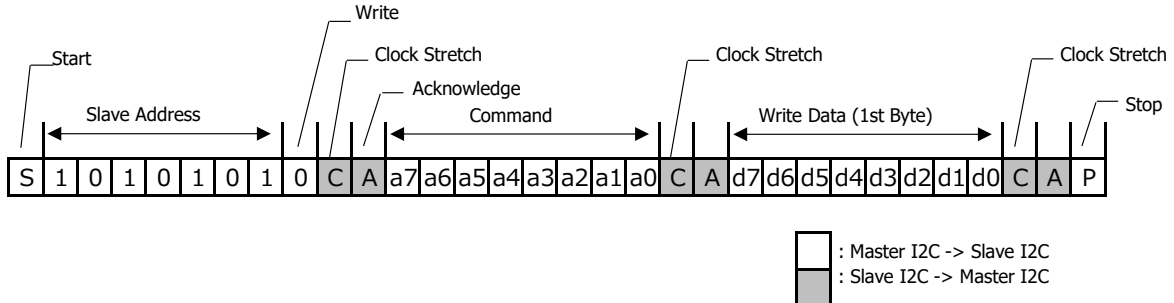 Write
Start
Clock Stretch
Clock Stretch
Clock Stretch
Acknowledge
Slave Address
Command
Write Data (1st Byte)
Stop
S 1 0 1 0 1 0 1 0 C A a7 a6 a5 a4 a3 a2 a1 a0 C A d7 d6 d5 d4 d3 d2 d1 d0 C A P
: Master I2C -> Slave I2C
: Slave I2C -> Master I2C